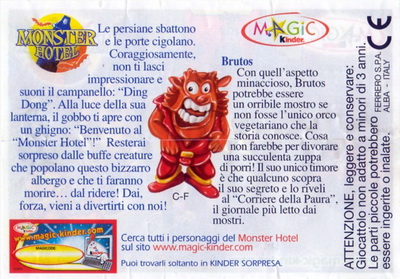 MONSTER
HOTEL
Le persiane sbattono
e le porte cigolano.
Coraggiosamente,
non ti lasci
impressionare e
suoni il campanello: "Ding
Dong". Alla luce della sua
lanterna, il gobbo ti apre con
un ghigno: "Benvenuto al
"Monster Hotel"!" Resterai
sorpreso dalle buffe creature
che popolano questo bizzarro
albergo e che ti faranno
morire... dal ridere! Dai,
forza, vieni a divertirti con noi!
C-F
MAGiC
Kinder
Brutos
Con quell'aspetto
minaccioso, Brutos
potrebbe essere
un orribile mostro se
non fosse l'unico orco
vegetariano che la
storia conosce. Cosa
non farebbe per divorare
una succulenta zuppa
di porri! Il suo unico timore
è che qualcuno scopra
il suo segreto e lo riveli
al "Corriere della Paura",
il giornale più letto dai
mostri.
www.magic-kinder.com
MAGICODE
Cerca tutti i personaggi del Monster Hotel
sul sito www.magic-kinder.com
Puoi trovarli soltanto in KINDER SORPRESA.
CE
FERRERO S.P.A.
ALBA - ITALY
ATTENZIONE, leggere e conservare:
Giocattolo non adatto a minori di 3 anni.
Le parti piccole potrebbero
essere ingerite o inalate.